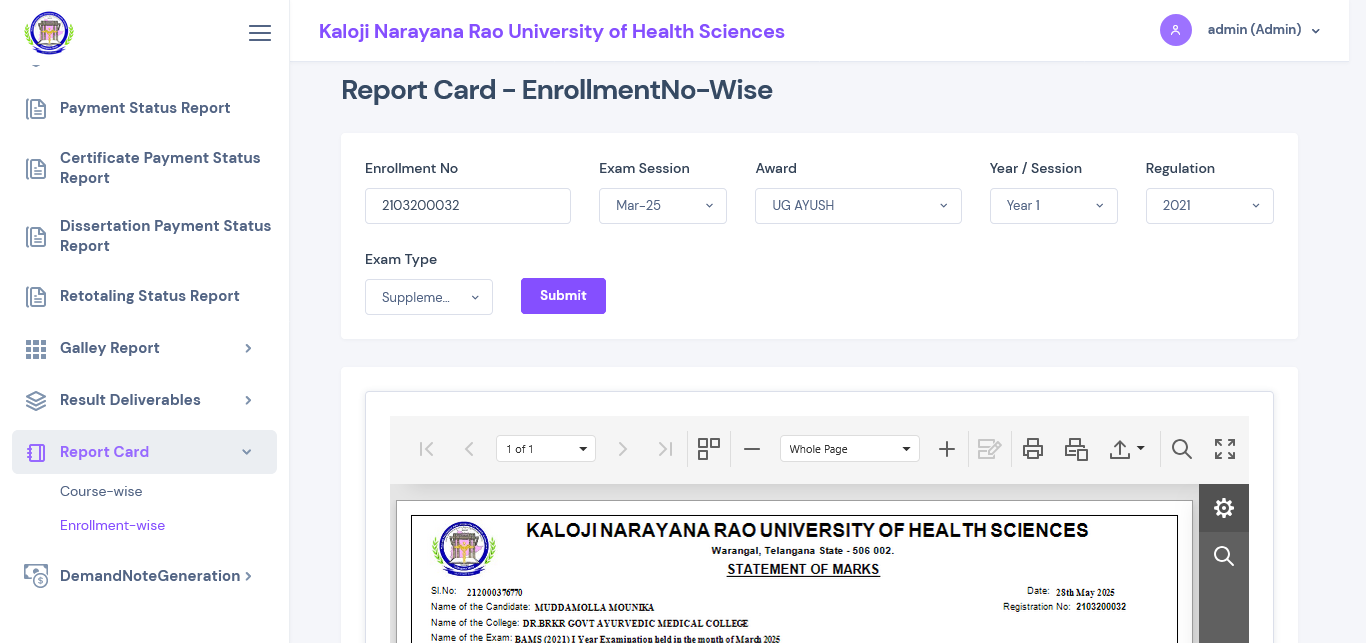 Kaloji Narayana Rao University of Health Sciences
admin (Admin)
Payment Status Report
Certificate Payment Status
Report
Dissertation Payment Status
Report
Retotaling Status Report
Galley Report
Result Deliverables
Report Card
Course-wise
Enrollment-wise
DemandNoteGeneration
Report Card - EnrollmentNo-Wise
Enrollment No
Exam Session
Award
Year / Session
Regulation
2103200032
Mar-25
UG AYUSH
Year 1
2021
Exam Type
Suppleme...
Submit
1 of 1
Whole Page
KALOJI NARAYANA RAO UNIVERSITY OF HEALTH SCIENCES
Warangal, Telangana State - 506 002.
STATEMENT OF MARKS
Sl.No: 212000376770
Date: 28th May 2025
Name of the Candidate: MUDDAMOLLA MOUNIKA
Registration No: 2103200032
Name of the College: DR.BRKR GOVT AYURVEDIC MEDICAL COLLEGE
Name of the Exam: BAMS (2021) I Year Examination held in the month of March 2025